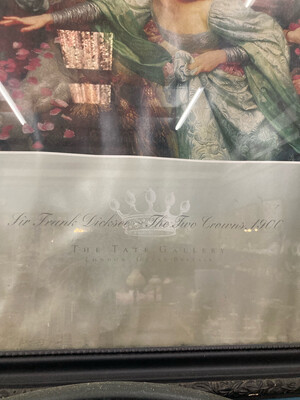 Sir Frank Dicksee The Two Crowns, 1900
THE TATE GALLERY